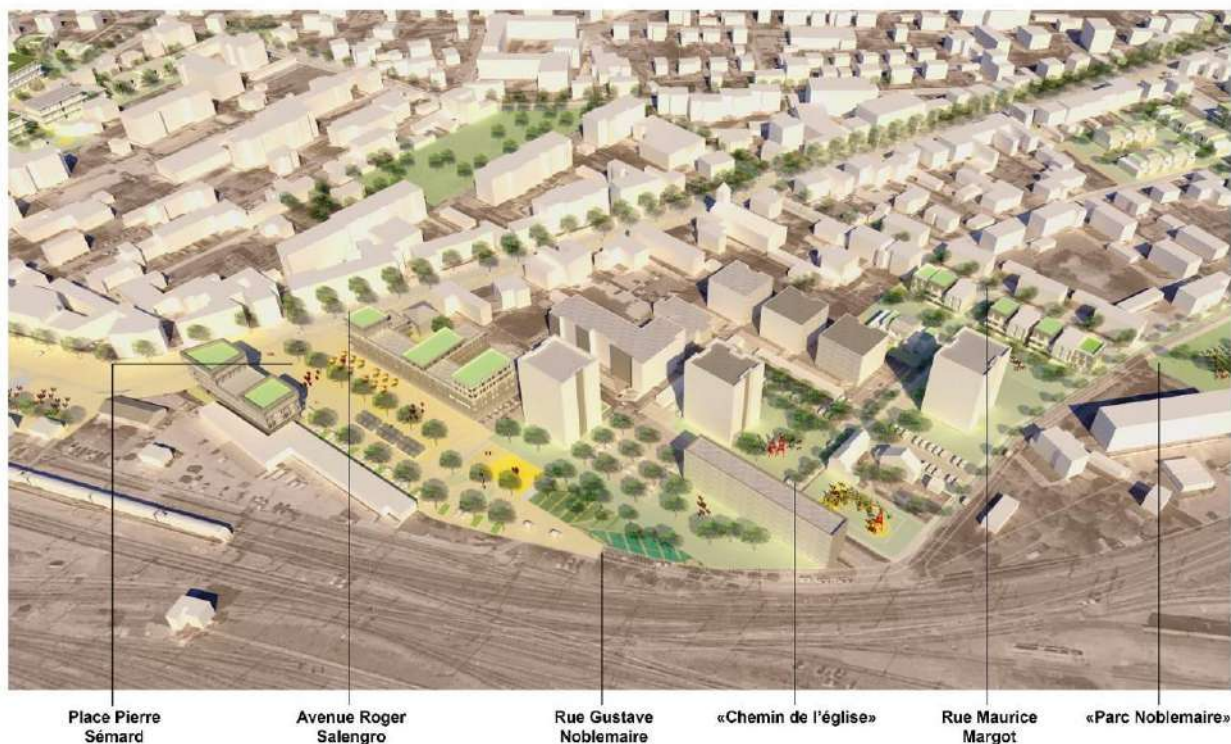 Place Pierre
Sémard
Avenue Roger
Salengro
Rue Gustave
Noblemaire
«Chemin de l'église»
Rue Maurice
Margot
«Parc Noblemaire»